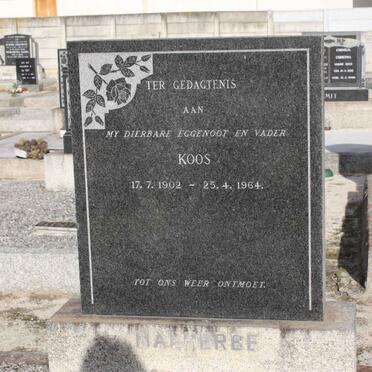 TER GEDAGTENIS
AAN
MY DIERBARE EGGENOOT EN VADER
KOOS
17. 7. 1902 - 25. 4. 1964.
TOT ONS WEER ONTMOET.